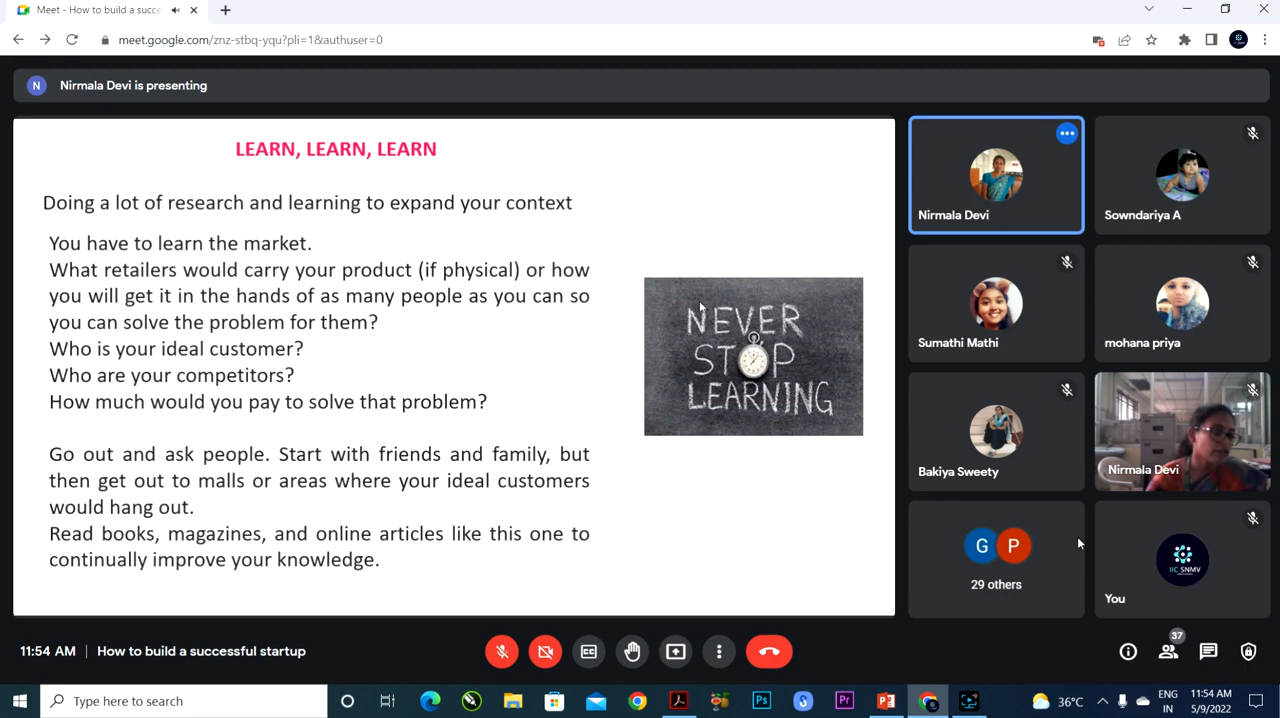 Meet - How to build a succe
meet.google.com/znz-stbq-yqu?pli=1&authuser=0
N
Nirmala Devi is presenting
LEARN, LEARN, LEARN
Doing a lot of research and learning to expand your context
You have to learn the market.
What retailers would carry your product (if physical) or how
you will get it in the hands of as many people as you can so
you can solve the problem for them?
Who is your ideal customer?
Who are your competitors?
How much would you pay to solve that problem?
Go out and ask people. Start with friends and family, but
then get out to malls or areas where your ideal customers
would hang out.
Read books, magazines, and online articles like this one to
continually improve your knowledge.
NEVER
STOP
LEARNING
Nirmala Devi
Sowndariya A
Sumathi Mathi
mohana priya
Bakiya Sweety
Nirmala Devi
G P
29 others
IIC SNMV
You
11:54 AM | How to build a successful startup
37
Type here to search
Ps
Pr
36°C
ENG
IN
11:54 AM
5/9/2022